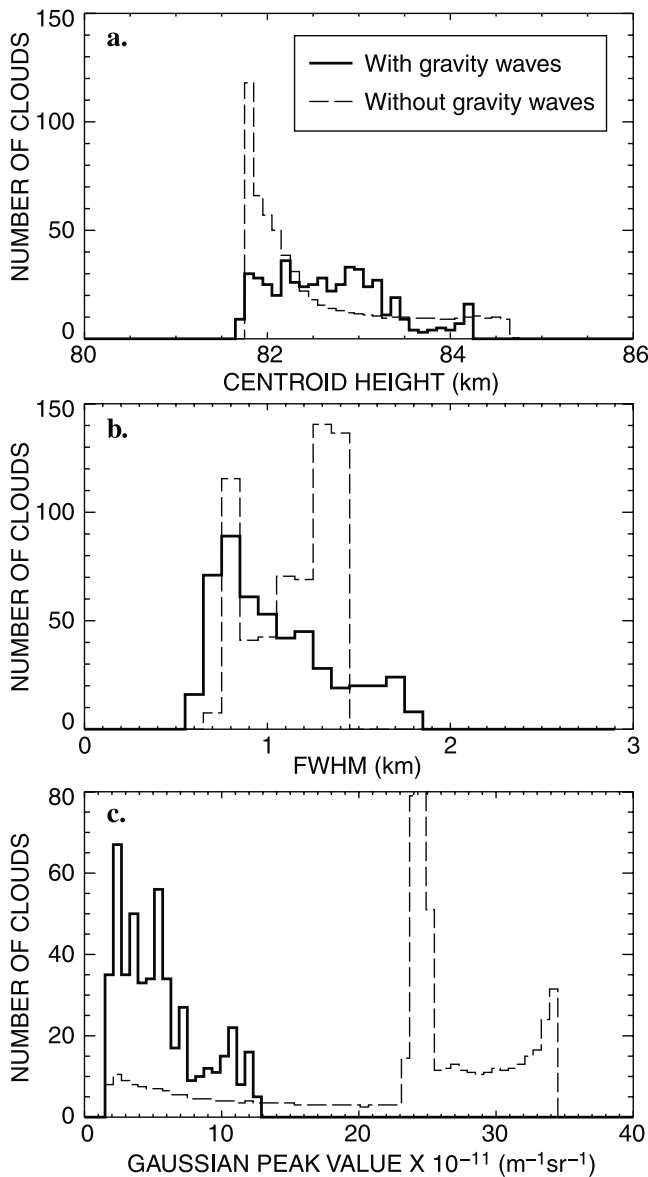 150
a.
With gravity waves
Without gravity waves
100
50
0
NUMBER OF CLOUDS
80 82 84 86
CENTROID HEIGHT (km)
150
b.
100
50
0
NUMBER OF CLOUDS
0 1 2 3
FWHM (km)
80
c.
60
40
20
0
NUMBER OF CLOUDS
0 10 20 30 40
GAUSSIAN PEAK VALUE X 10⁻¹¹ (m⁻¹sr⁻¹)